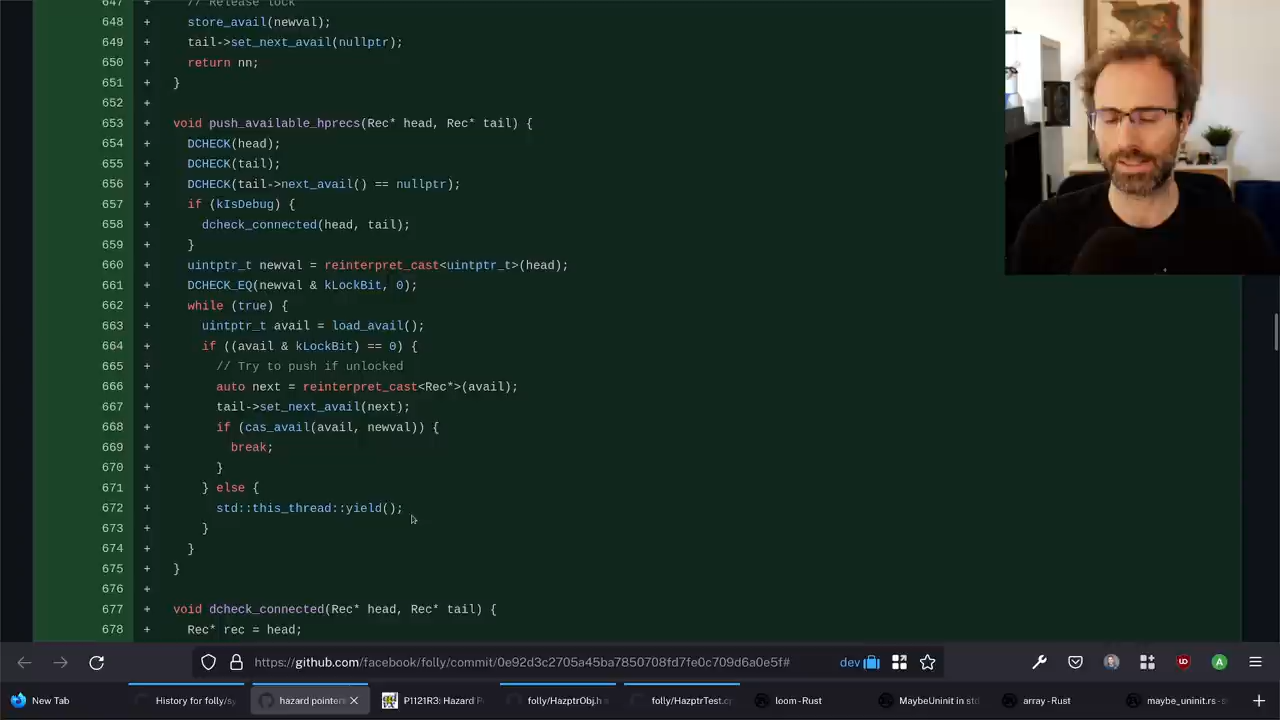 647 // Release lock
648 + store_avail(newval);
649 + tail->set_next_avail(nullptr);
650 + return nn;
651 + }
652 +
653 + void push_available_hprecs(Rec* head, Rec* tail) {
654 + DCHECK(head);
655 + DCHECK(tail);
656 + DCHECK(tail->next_avail() == nullptr);
657 + if (kIsDebug) {
658 + dcheck_connected(head, tail);
659 + }
660 + uintptr_t newval = reinterpret_cast<uintptr_t>(head);
661 + DCHECK_EQ(newval & kLockBit, 0);
662 + while (true) {
663 + uintptr_t avail = load_avail();
664 + if ((avail & kLockBit) == 0) {
665 + // Try to push if unlocked
666 + auto next = reinterpret_cast<Rec*>(avail);
667 + tail->set_next_avail(next);
668 + if (cas_avail(avail, newval)) {
669 + break;
670 + }
671 + } else {
672 + std::this_thread::yield();
673 + }
674 + }
675 + }
676 +
677 + void dcheck_connected(Rec* head, Rec* tail) {
678 + Rec* rec = head;
https://github.com/facebook/folly/commit/0e92d3c2705a45ba7850708fd7fe0c709d6a0e5f# dev
New Tab History for folly/sy hazard pointer P1121R3: Hazard P folly/HazptrObj.h folly/HazptrTest.c loom - Rust MaybeUninit in std array - Rust maybe_uninit.rs - s